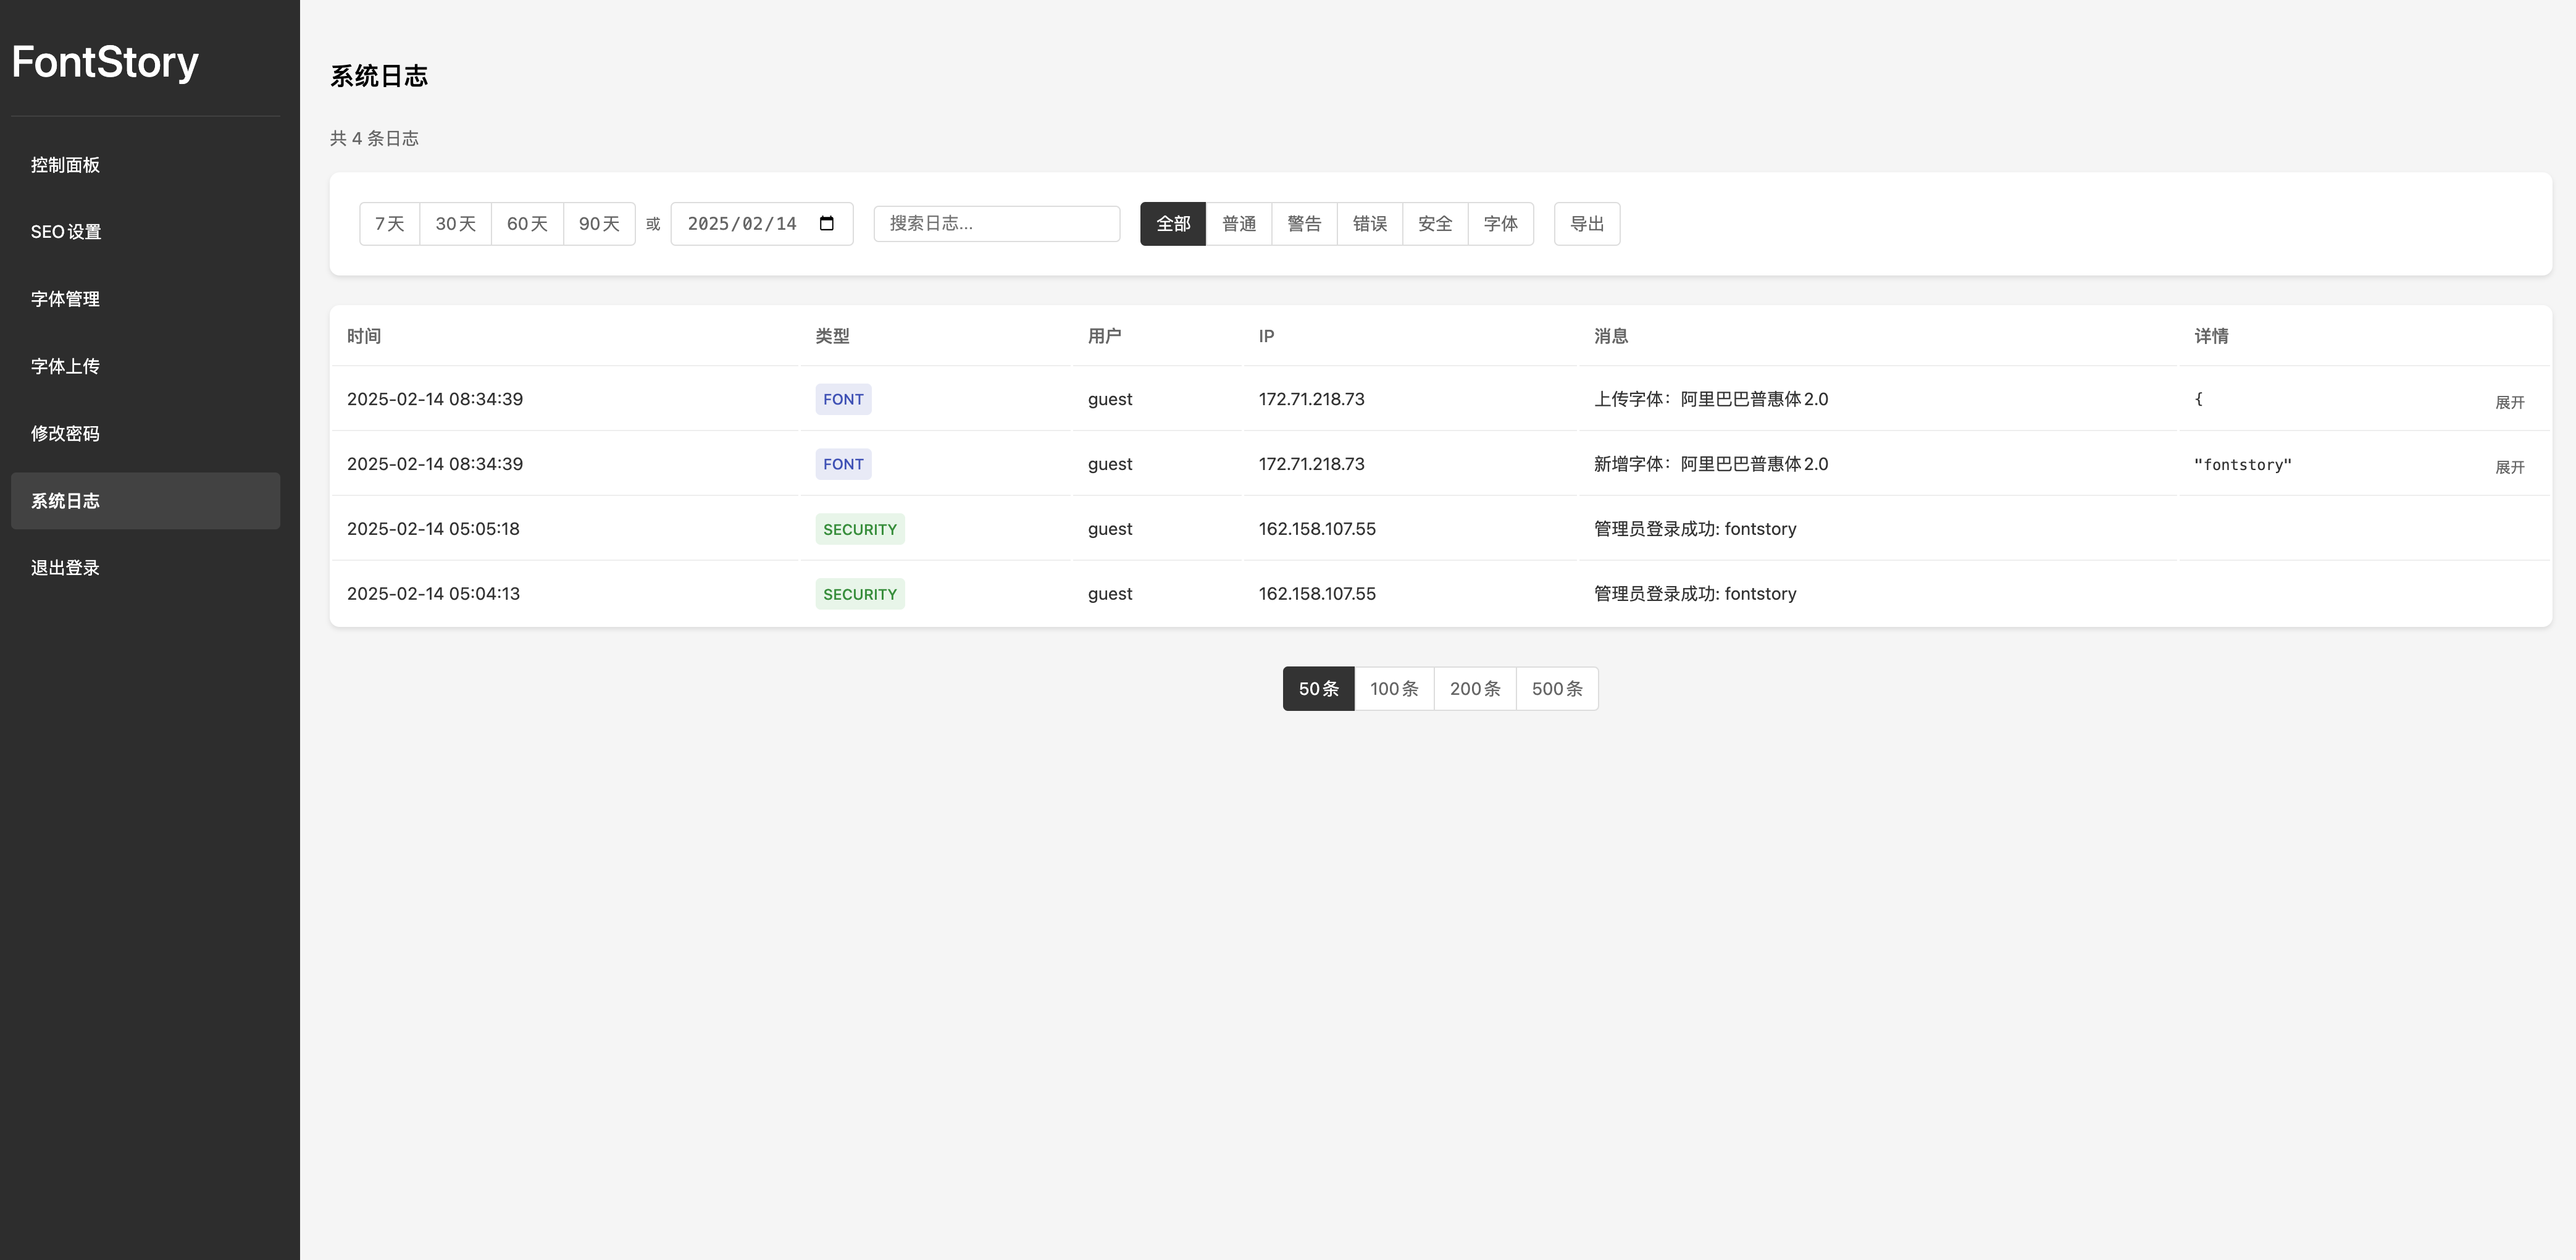 FontStory
控制面板
SEO设置
字体管理
字体上传
修改密码
系统日志
退出登录
系统日志
共 4 条日志
7天 30天 60天 90天 或 2025/02/14 搜索日志... 全部 普通 警告 错误 安全 字体 导出
时间 类型 用户 IP 消息 详情
2025-02-14 08:34:39 FONT guest 172.71.218.73 上传字体：阿里巴巴普惠体2.0 { 展开
2025-02-14 08:34:39 FONT guest 172.71.218.73 新增字体：阿里巴巴普惠体2.0 "fontstory" 展开
2025-02-14 05:05:18 SECURITY guest 162.158.107.55 管理员登录成功: fontstory
2025-02-14 05:04:13 SECURITY guest 162.158.107.55 管理员登录成功: fontstory
50条 100条 200条 500条